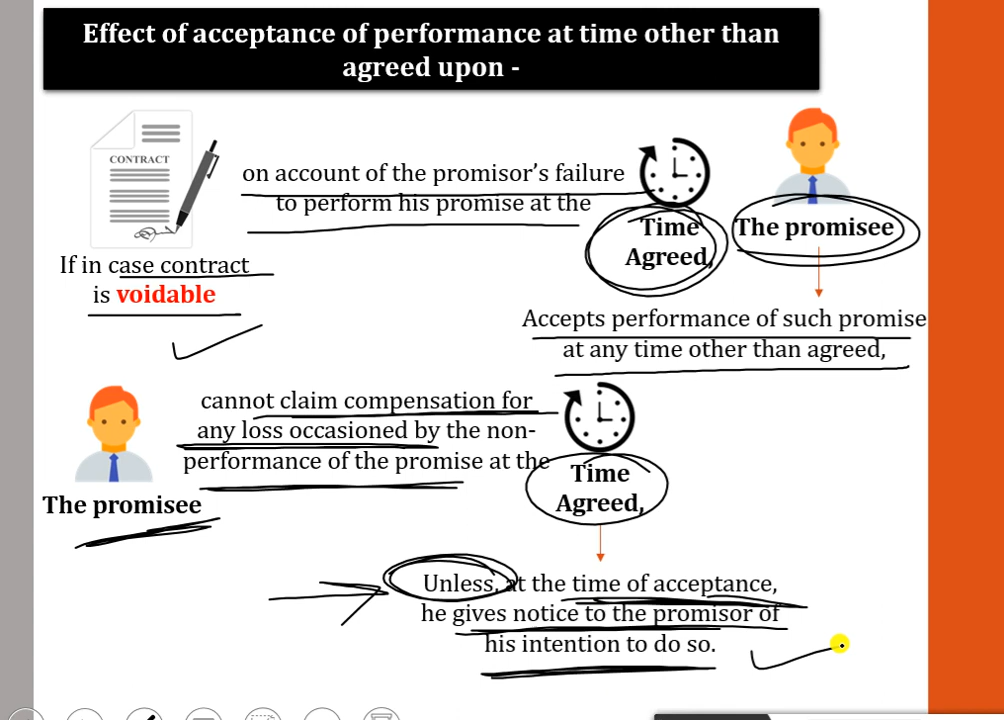 Effect of acceptance of performance at time other than
agreed upon -
CONTRACT
If in case contract
is voidable
on account of the promisor's failure
to perform his promise at the
Time
Agreed,
The promisee
Accepts performance of such promise
at any time other than agreed,
The promisee
cannot claim compensation for
any loss occasioned by the non-
performance of the promise at the
Time
Agreed,
Unless, at the time of acceptance,
he gives notice to the promisor of
his intention to do so.